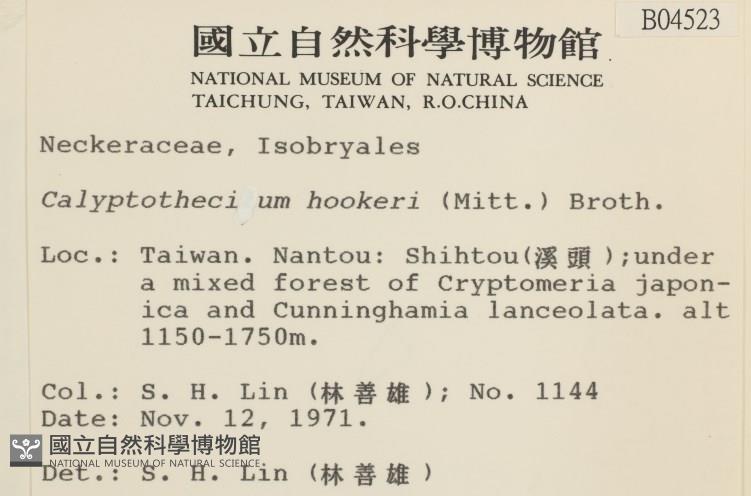 B04523
國立自然科學博物館
NATIONAL MUSEUM OF NATURAL SCIENCE
TAICHUNG, TAIWAN, R.O.CHINA
Neckeraceae, Isobryales
Calyptothecium hookeri (Mitt.) Broth.
Loc.: Taiwan. Nantou: Shihtou(溪頭);under
a mixed forest of Cryptomeria japon-
ica and Cunninghamia lanceolata. alt
1150-1750m.
Col.: S. H. Lin (林善雄); No. 1144
Date: Nov. 12, 1971.
國立自然科學博物館
NATIONAL MUSEUM OF NATURAL SCIENCE
Det.: S. H. Lin (林善雄)